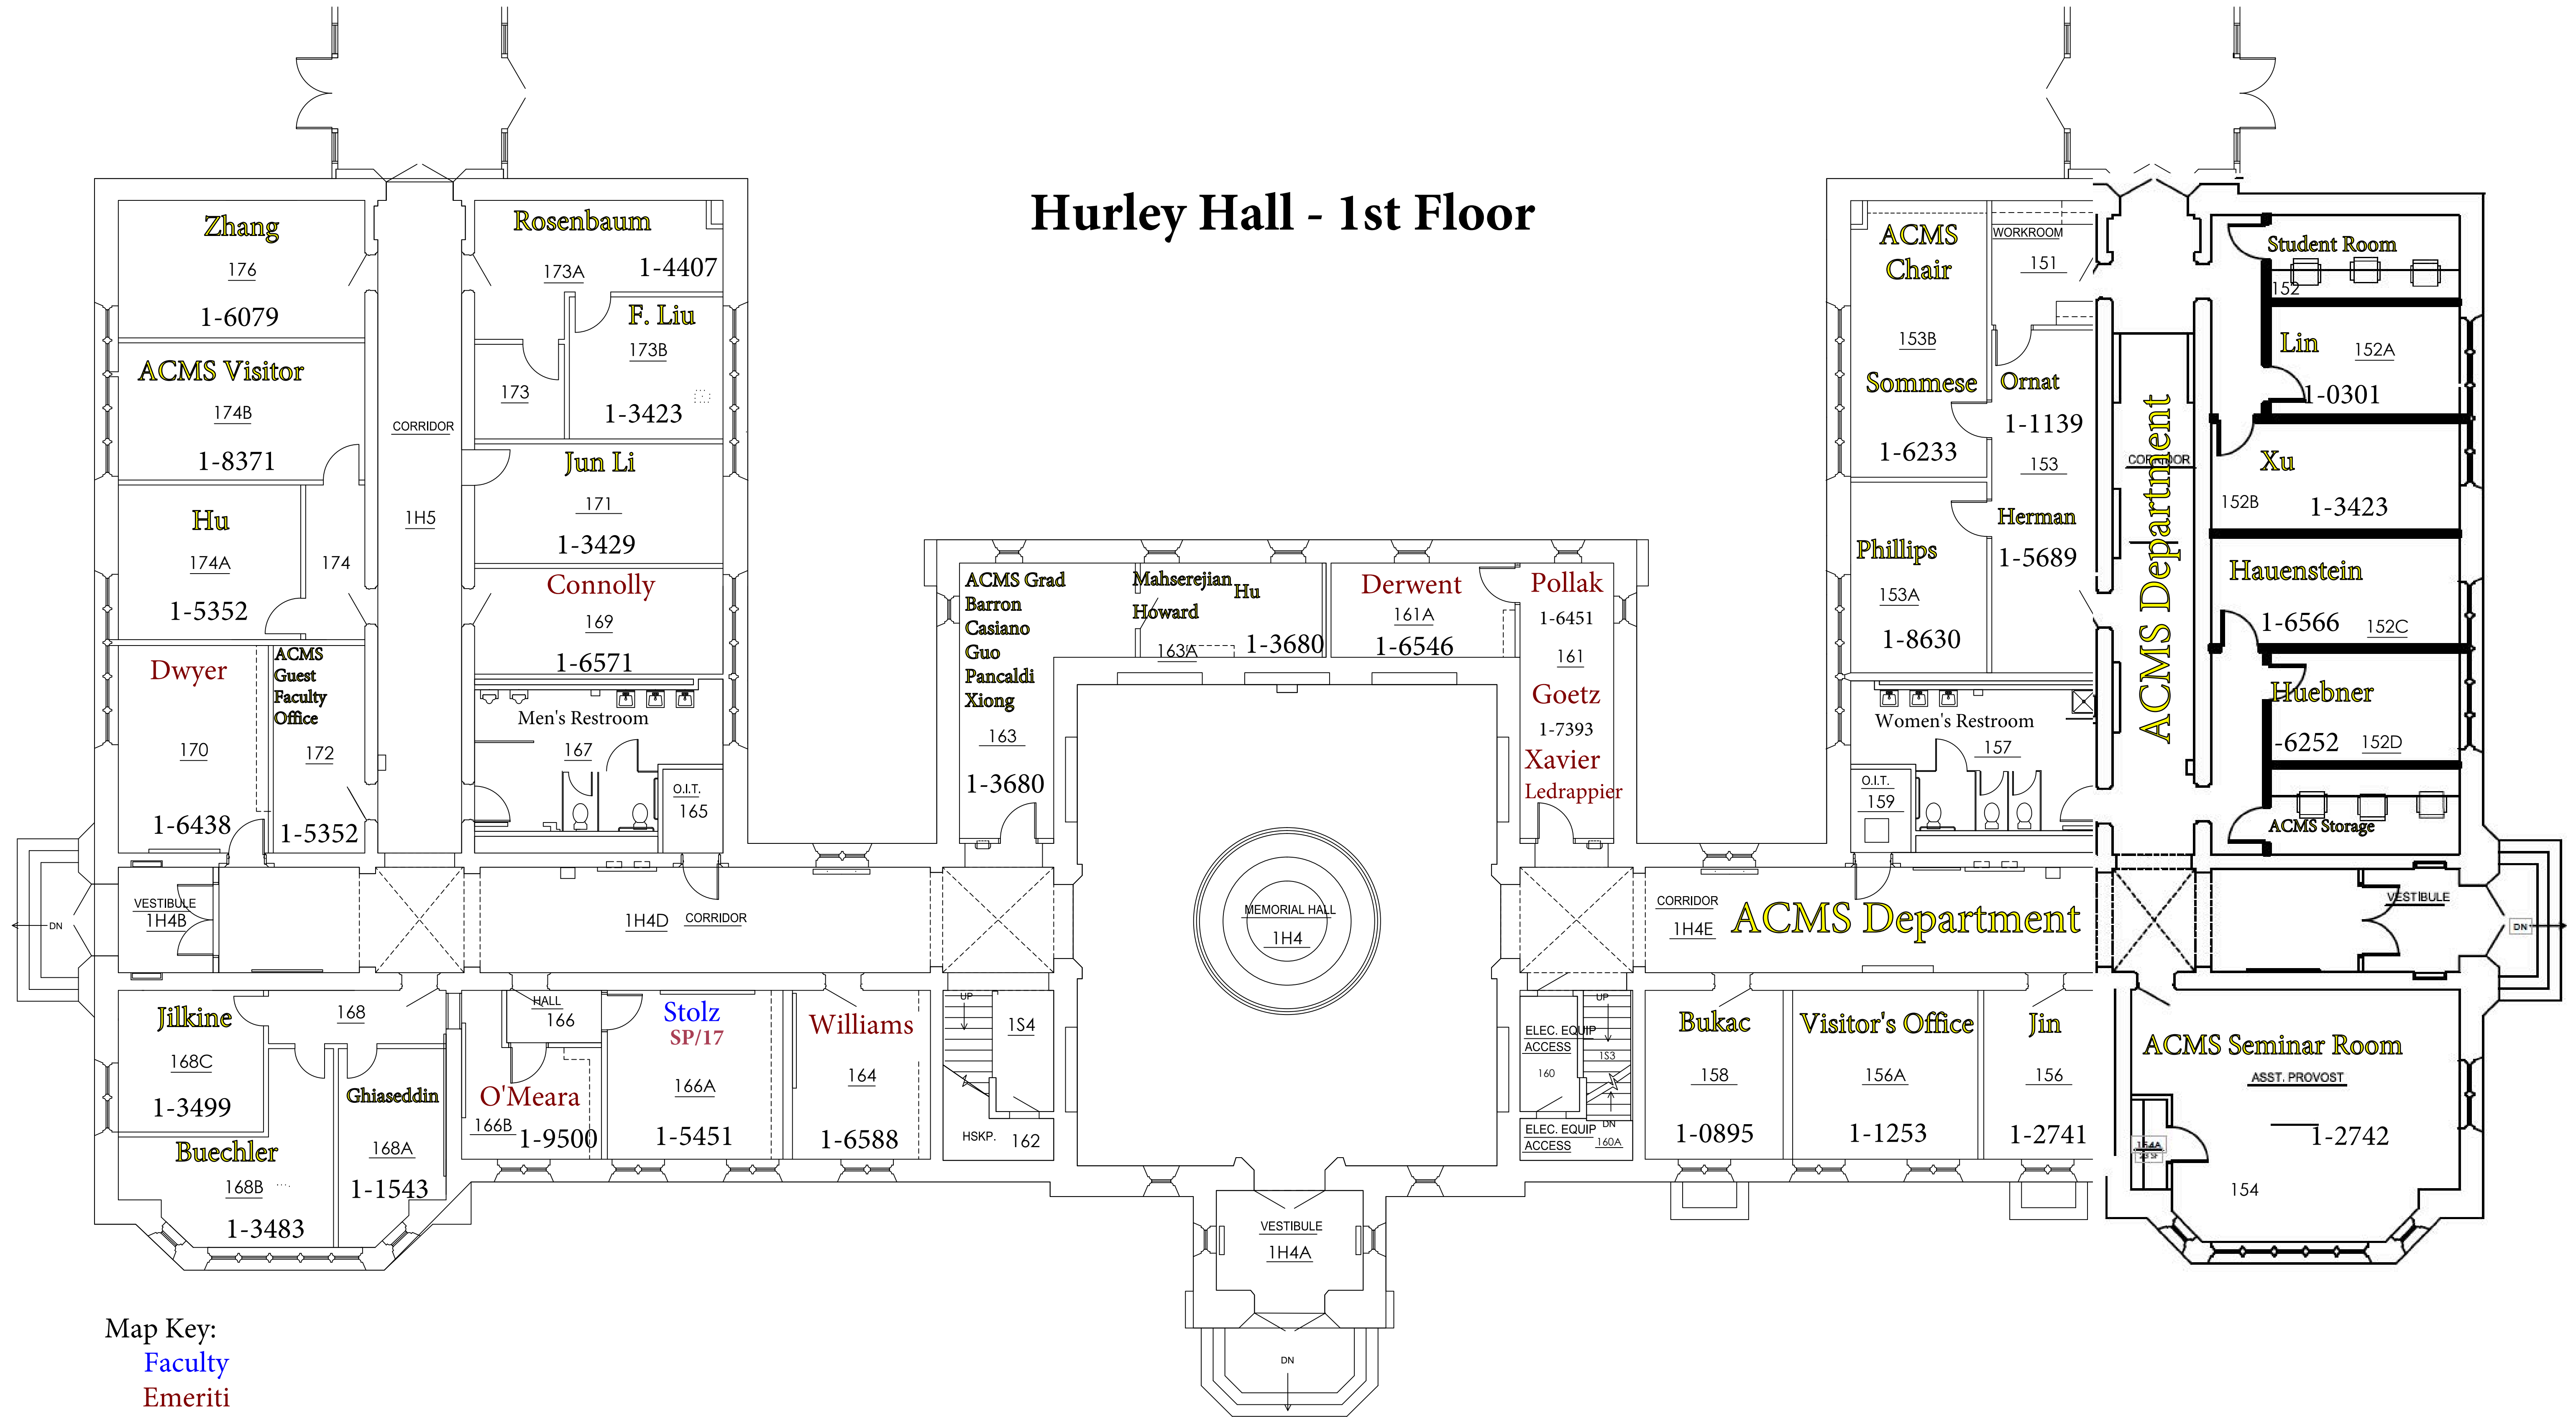 Hurley Hall - 1st Floor
Zhang
176
1-6079
ACMS Visitor
174B
1-8371
Hu
174A
1-5352
174
Dwyer
170
1-6438
ACMS
Guest
Faculty
Office
172
1-5352
CORRIDOR
1H5
Rosenbaum
173A
1-4407
F. Liu
173B
1-3423
173
Jun Li
171
1-3429
Connolly
169
1-6571
Men's Restroom
167
O.I.T.
165
VESTIBULE
1H4B
DN
1H4D
CORRIDOR
Jilkine
168C
1-3499
168
Buechler
168B
1-3483
Ghiaseddin
168A
1-1543
HALL
166
O'Meara
166B
1-9500
Stolz
SP/17
166A
1-5451
Williams
164
1-6588
UP
1S4
HSKP.
162
ACMS Grad
Barron
Casiano
Guo
Pancaldi
Xiong
163
1-3680
Mahserejian
Hu
Howard
163A
1-3680
Derwent
161A
1-6546
Pollak
1-6451
161
Goetz
1-7393
Xavier
Ledrappier
MEMORIAL HALL
1H4
VESTIBULE
1H4A
DN
ELEC. EQUIP
ACCESS
160
UP
1S3
DN
ELEC. EQUIP
ACCESS
160A
CORRIDOR
1H4E
ACMS Department
Bukac
158
1-0895
Visitor's Office
156A
1-1253
Jin
156
1-2741
ACMS
Chair
153B
Sommese
1-6233
WORKROOM
151
Ornat
1-1139
153
Herman
1-5689
Phillips
153A
1-8630
Women's Restroom
157
O.I.T.
159
CORRIDOR
ACMS Department
Student Room
152
Lin
152A
1-0301
Xu
152B
1-3423
Hauenstein
1-6566
152C
Huebner
-6252
152D
ACMS Storage
VESTIBULE
DN
ACMS Seminar Room
ASST. PROVOST
1-2742
154A
154
Map Key:
Faculty
Emeriti